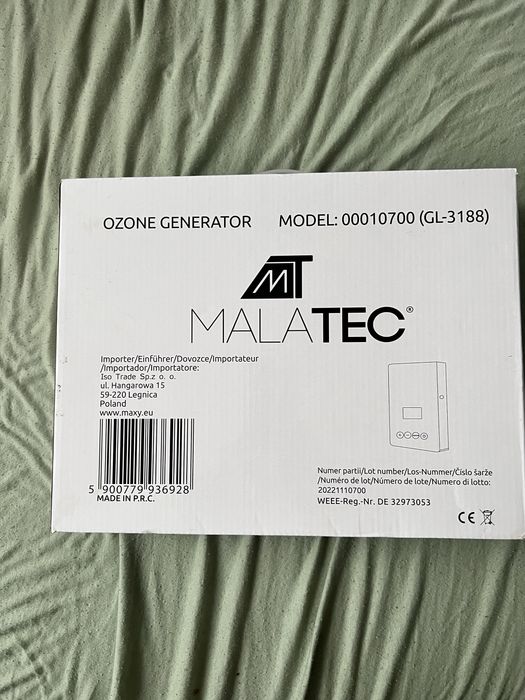 OZONE GENERATOR MODEL: 00010700 (GL-3188)
MT
MALATEC®
Importer/Einführer/Dovozce/Importateur
/Importador/Importatore:
Iso Trade Sp.z o. o.
ul. Hangarowa 15
59-220 Legnica
Poland
www.maxy.eu
5 900779 936928
MADE IN P.R.C.
Numer partii/Lot number/Los-Nummer/Číslo šarže
/Numéro de lot/Número de lote/Numero di lotto:
20221110700
WEEE-Reg.-Nr. DE 32973053
CE